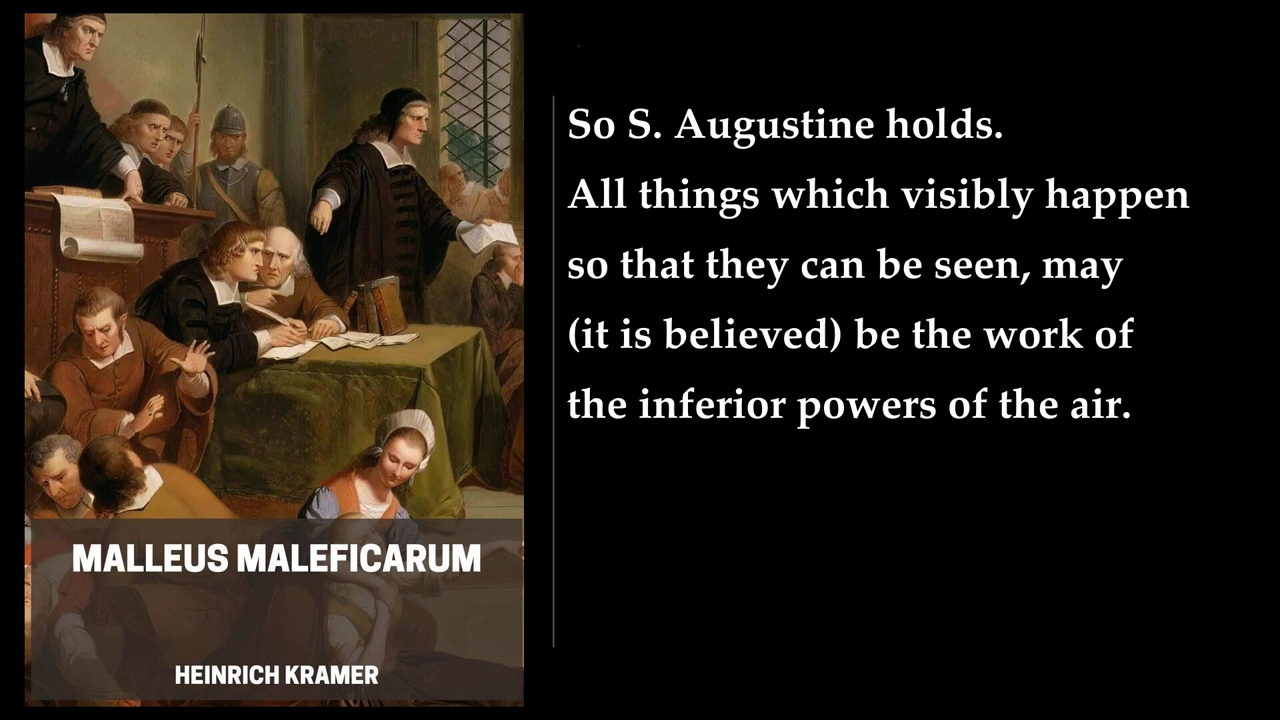 MALLEUS MALEFICARUM
HEINRICH KRAMER
So S. Augustine holds.
All things which visibly happen
so that they can be seen, may
(it is believed) be the work of
the inferior powers of the air.